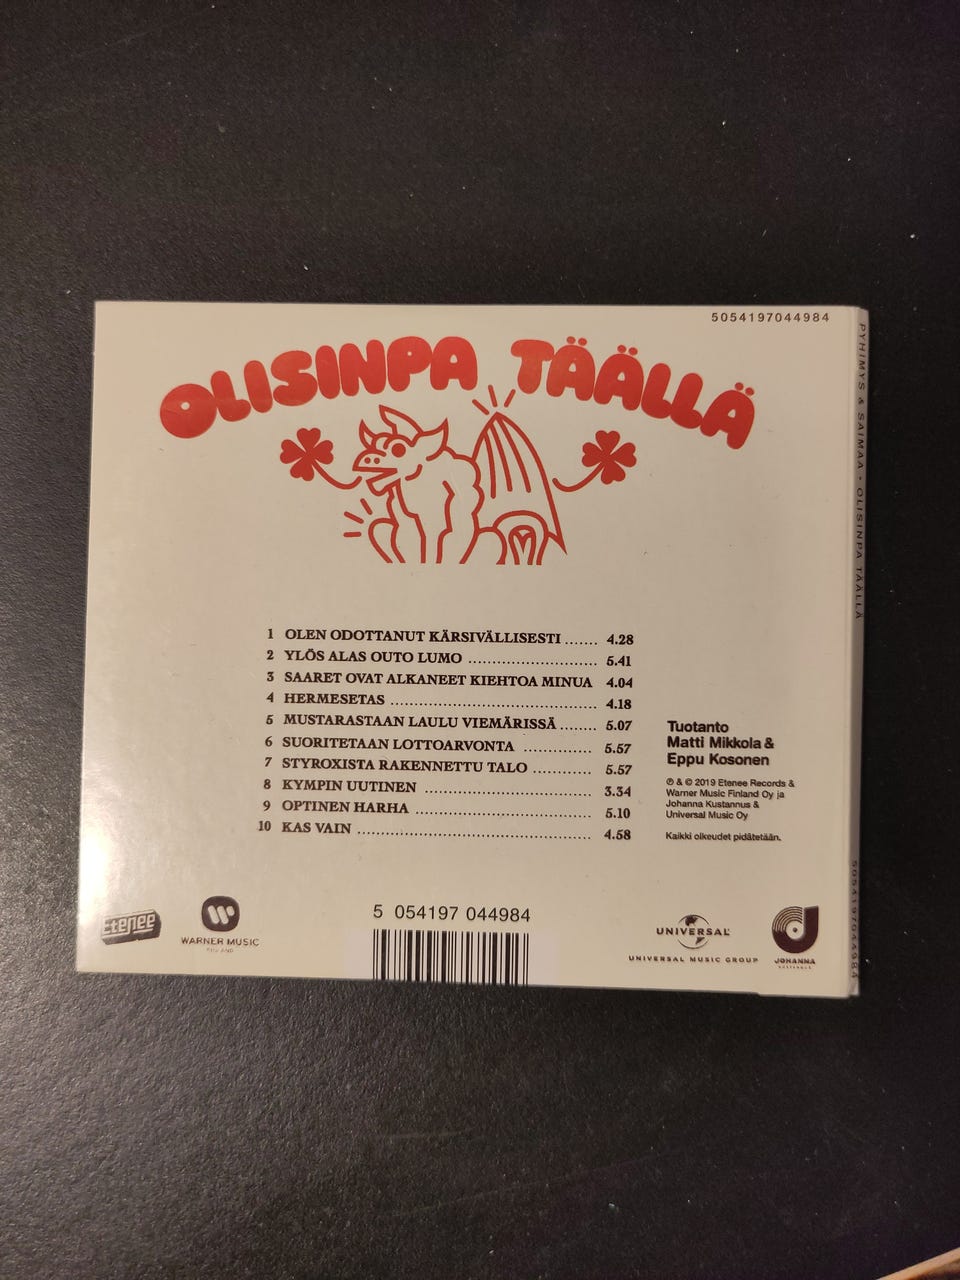 5054197044984
OLISINPA TÄÄLLÄ
1 OLEN ODOTTANUT KÄRSIVÄLLISESTI ....... 4.28
2 YLÖS ALAS OUTO LUMO ........................... 5.41
3 SAARET OVAT ALKANEET KIEHTOA MINUA 4.04
4 HERMESETAS ........................................... 4.18
5 MUSTARASTAAN LAULU VIEMÄRISSÄ ........ 5.07
6 SUORITETAAN LOTTOARVONTA .............. 5.57
7 STYROXISTA RAKENNETTU TALO ............ 5.57
8 KYMPIN UUTINEN .................................. 3.34
9 OPTINEN HARHA .................................... 5.10
10 KAS VAIN ................................................ 4.58
Tuotanto
Matti Mikkola &
Eppu Kosonen
℗ & © 2019 Etenee Records &
Warner Music Finland Oy ja
Johanna Kustannus &
Universal Music Oy
Kaikki oikeudet pidätetään.
Etenee
WARNER MUSIC
FINLAND
5 054197 044984
UNIVERSAL
UNIVERSAL MUSIC GROUP
JOHANNA
KUSTANNUS
PYHIMYS & SAIMAA • OLISINPA TÄÄLLÄ
5054197044984